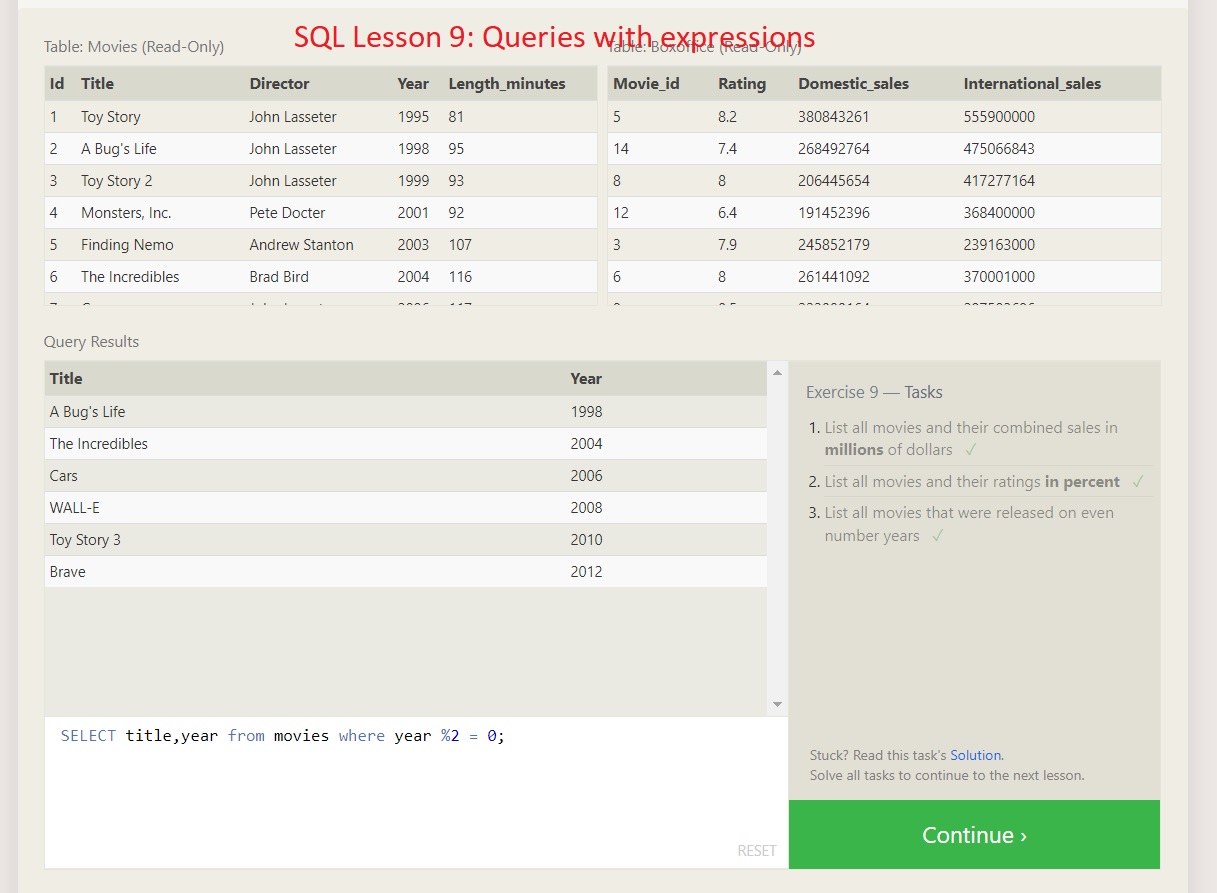 SQL Lesson 9: Queries with expressions
Table: Movies (Read-Only)
Id Title Director Year Length_minutes
1 Toy Story John Lasseter 1995 81
2 A Bug's Life John Lasseter 1998 95
3 Toy Story 2 John Lasseter 1999 93
4 Monsters, Inc. Pete Docter 2001 92
5 Finding Nemo Andrew Stanton 2003 107
6 The Incredibles Brad Bird 2004 116
Table: Boxoffice (Read-Only)
Movie_id Rating Domestic_sales International_sales
5 8.2 380843261 555900000
14 7.4 268492764 475066843
8 8 206445654 417277164
12 6.4 191452396 368400000
3 7.9 245852179 239163000
6 8 261441092 370001000
Query Results
Title Year
A Bug's Life 1998
The Incredibles 2004
Cars 2006
WALL-E 2008
Toy Story 3 2010
Brave 2012
SELECT title,year from movies where year %2 = 0;
RESET
Exercise 9 — Tasks
1. List all movies and their combined sales in
millions of dollars ✓
2. List all movies and their ratings in percent ✓
3. List all movies that were released on even
number years ✓
Stuck? Read this task's Solution.
Solve all tasks to continue to the next lesson.
Continue ›